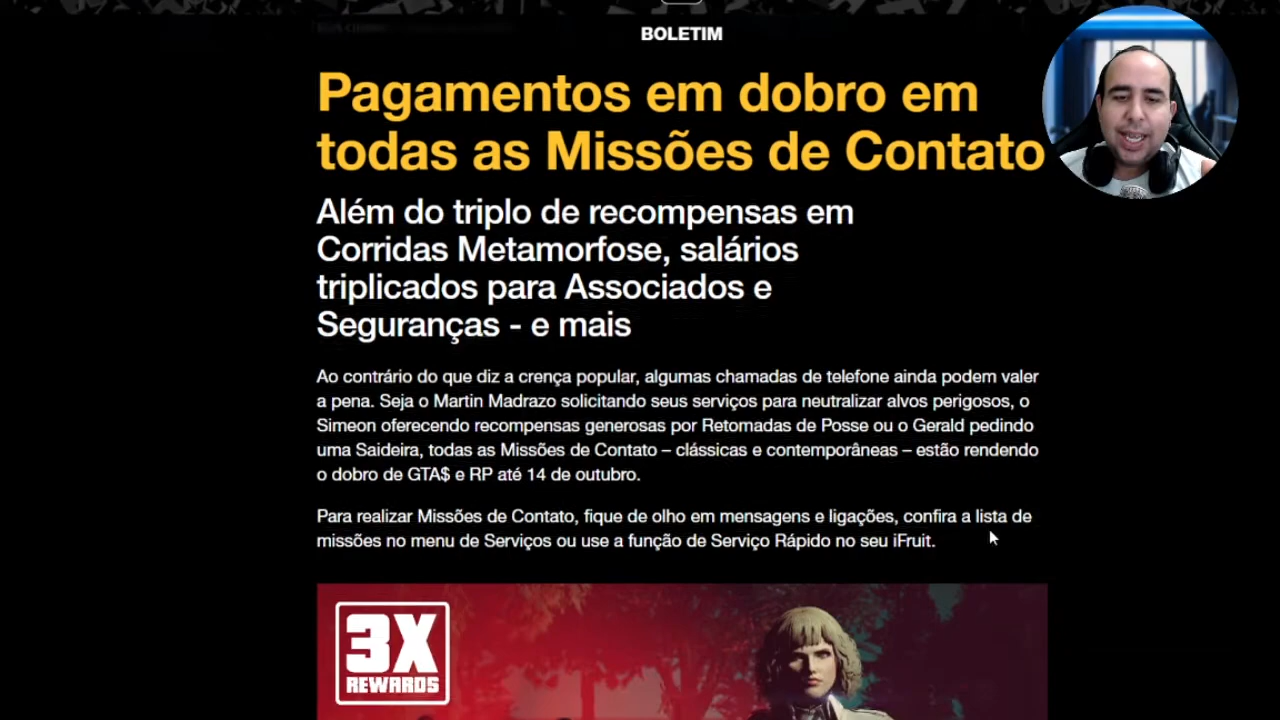 BOLETIM
Pagamentos em dobro em
todas as Missões de Contato
Além do triplo de recompensas em
Corridas Metamorfose, salários
triplicados para Associados e
Seguranças - e mais
Ao contrário do que diz a crença popular, algumas chamadas de telefone ainda podem valer
a pena. Seja o Martin Madrazo solicitando seus serviços para neutralizar alvos perigosos, o
Simeon oferecendo recompensas generosas por Retomadas de Posse ou o Gerald pedindo
uma Saideira, todas as Missões de Contato – clássicas e contemporâneas – estão rendendo
o dobro de GTA$ e RP até 14 de outubro.
Para realizar Missões de Contato, fique de olho em mensagens e ligações, confira a lista de
missões no menu de Serviços ou use a função de Serviço Rápido no seu iFruit.
3X
REWARDS